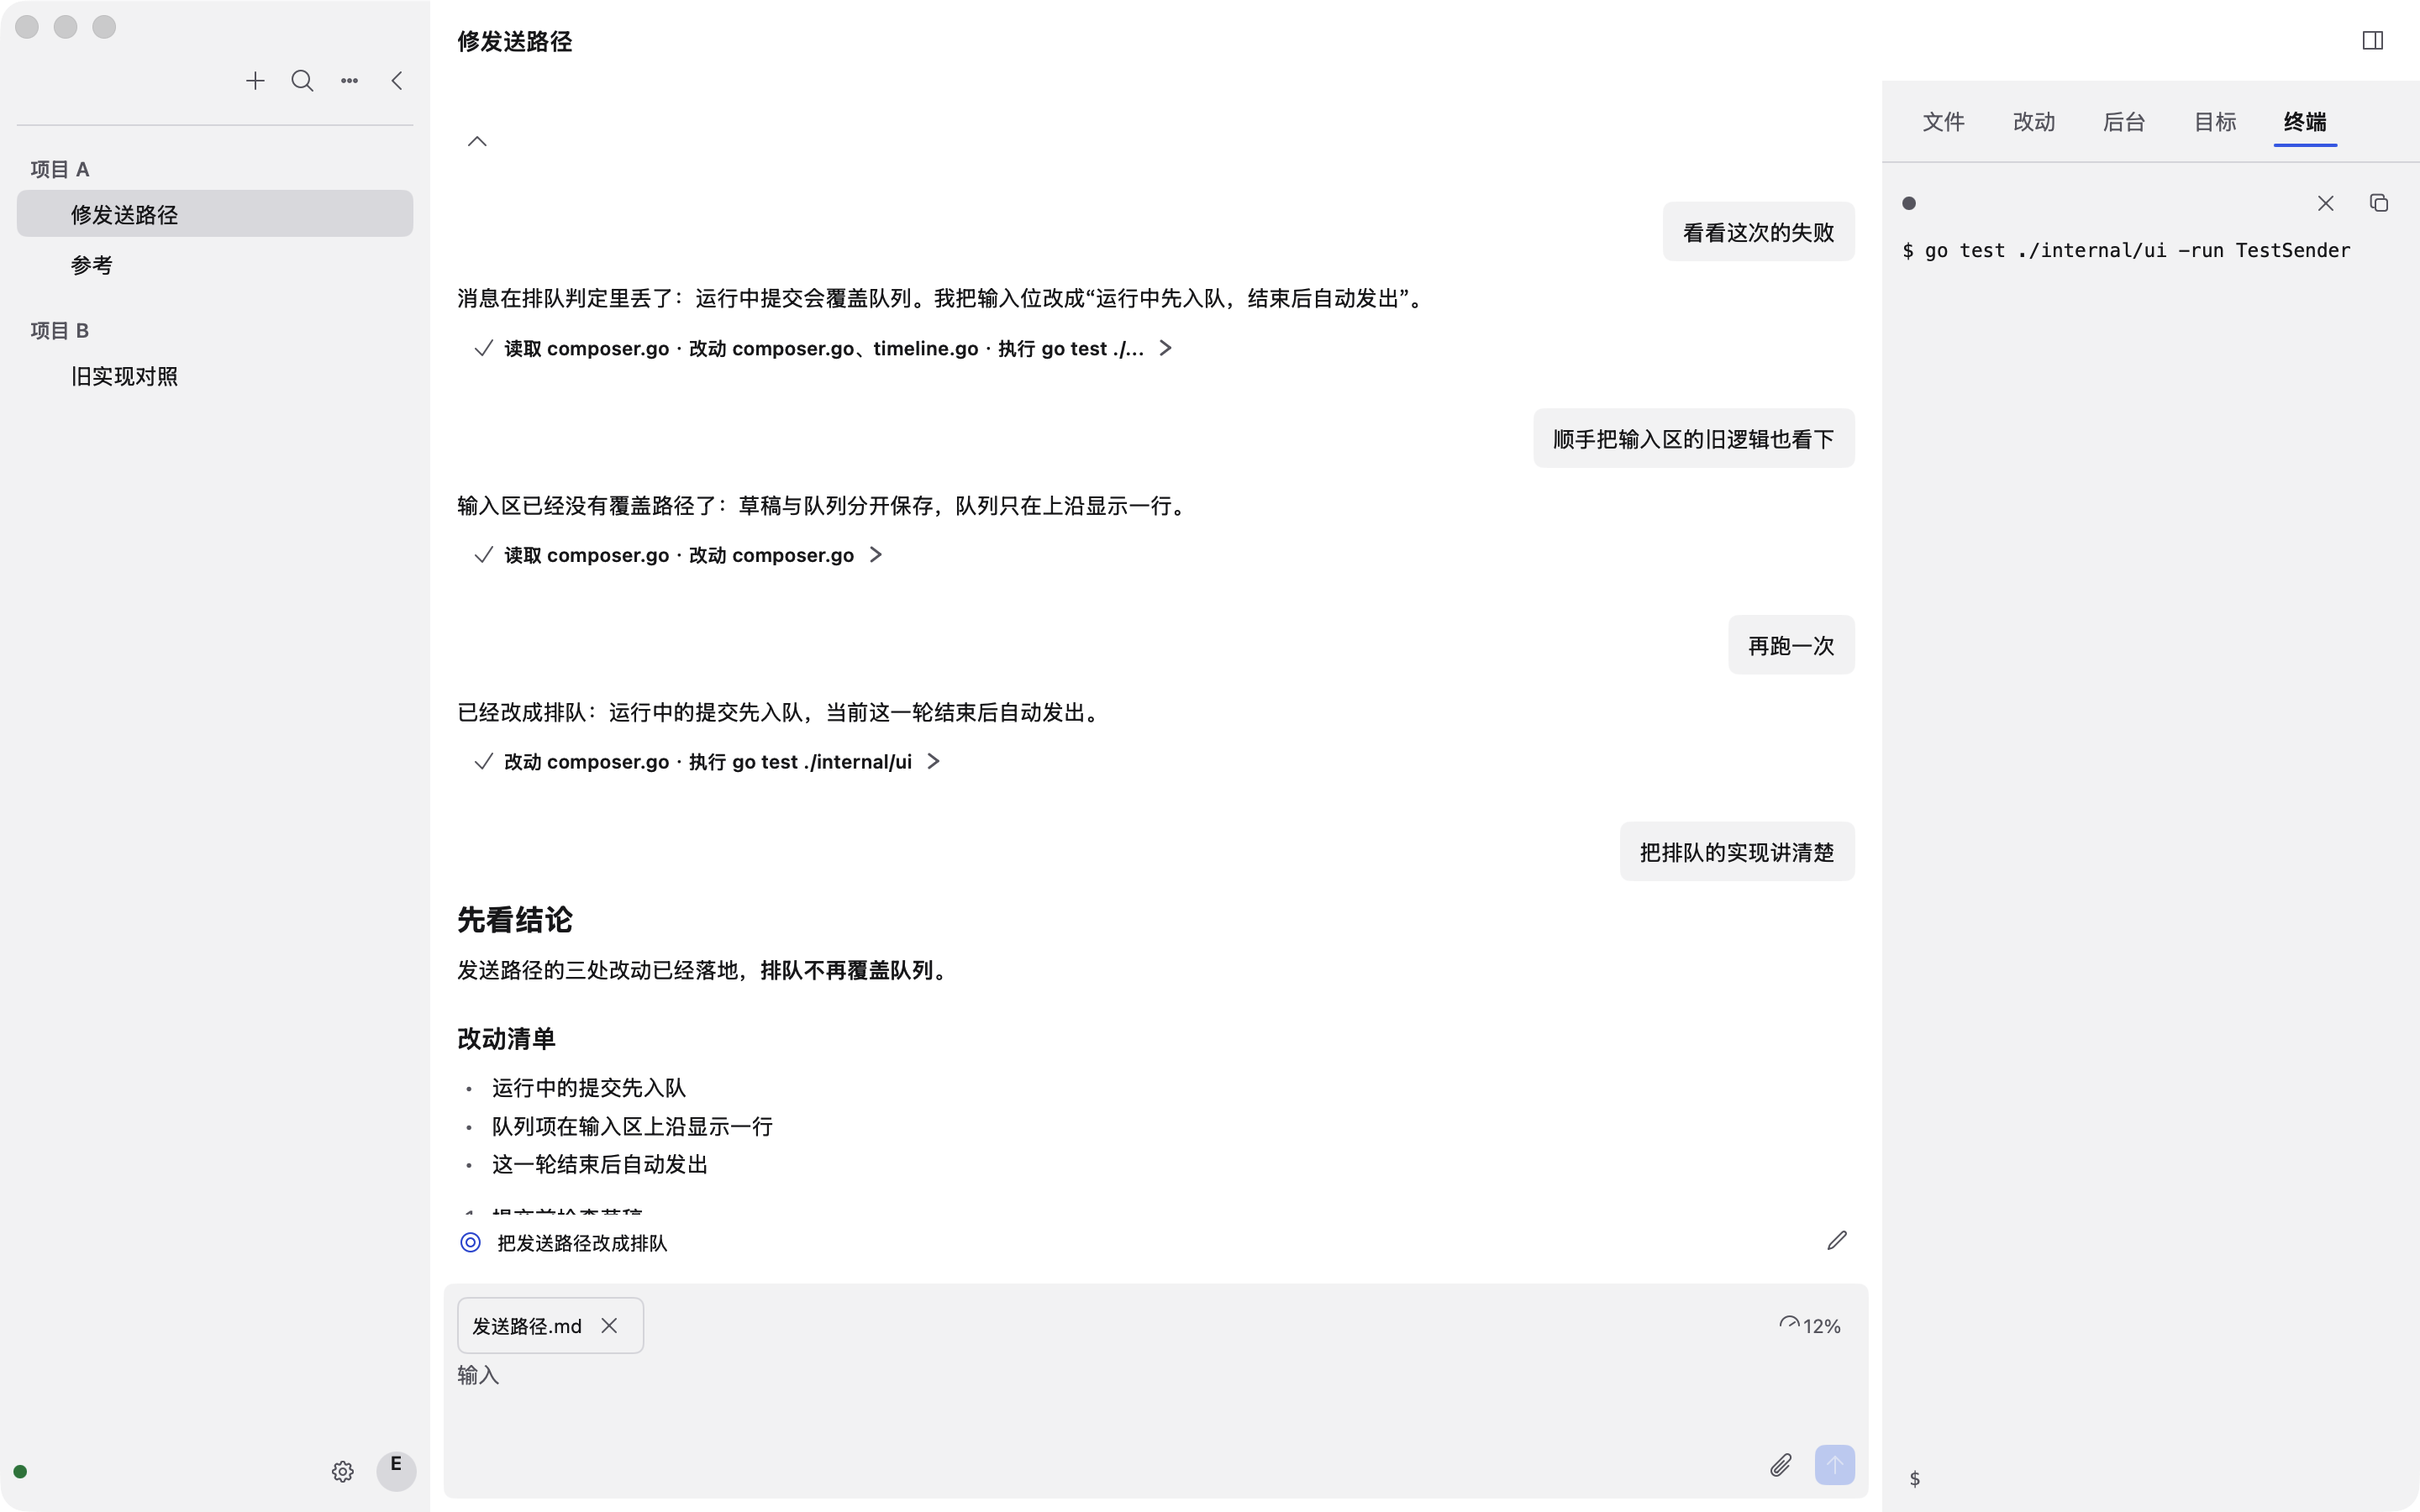 修发送路径
项目 A
修发送路径
参考
项目 B
旧实现对照
E
看看这次的失败
消息在排队判定里丢了：运行中提交会覆盖队列。我把输入位改成“运行中先入队，结束后自动发出”。
读取 composer.go · 改动 composer.go、timeline.go · 执行 go test ./...
顺手把输入区的旧逻辑也看下
输入区已经没有覆盖路径了：草稿与队列分开保存，队列只在上沿显示一行。
读取 composer.go · 改动 composer.go
再跑一次
已经改成排队：运行中的提交先入队，当前这一轮结束后自动发出。
改动 composer.go · 执行 go test ./internal/ui
把排队的实现讲清楚
先看结论
发送路径的三处改动已经落地，排队不再覆盖队列。
改动清单
• 运行中的提交先入队
• 队列项在输入区上沿显示一行
• 这一轮结束后自动发出
把发送路径改成排队
发送路径.md
12%
输入
文件 改动 后台 目标 终端
$ go test ./internal/ui -run TestSender
$